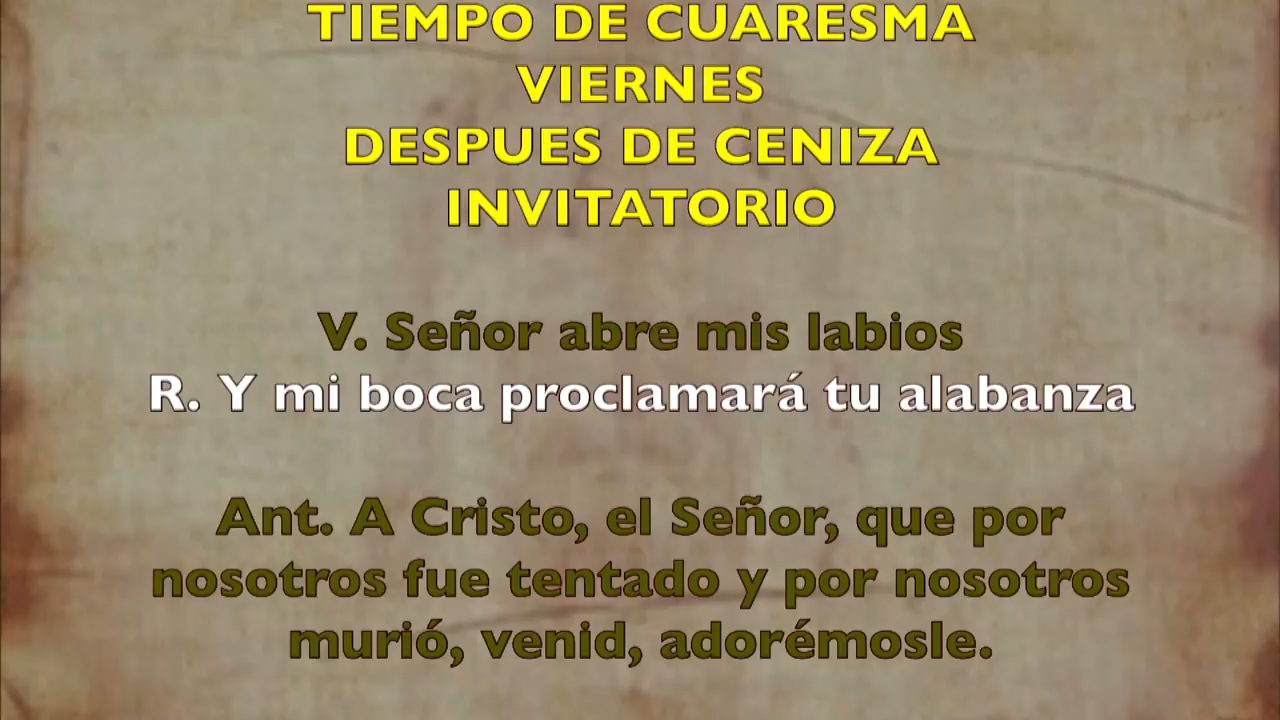 TIEMPO DE CUARESMA
VIERNES
DESPUES DE CENIZA
INVITATORIO
V. Señor abre mis labios
R. Y mi boca proclamará tu alabanza
Ant. A Cristo, el Señor, que por
nosotros fue tentado y por nosotros
murió, venid, adorémosle.